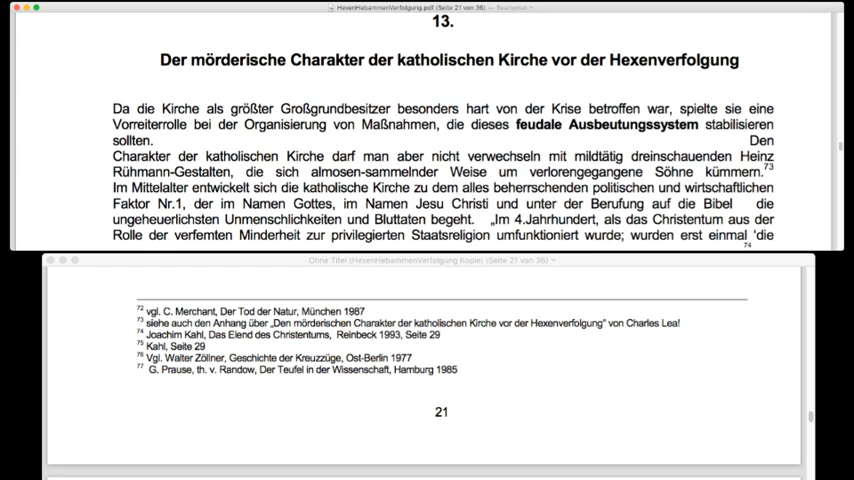 HexenHebammenVerfolgung.pdf (Seite 21 von 36) — Bearbeitet
13.
Der mörderische Charakter der katholischen Kirche vor der Hexenverfolgung
Da die Kirche als größter Großgrundbesitzer besonders hart von der Krise betroffen war, spielte sie eine
Vorreiterrolle bei der Organisierung von Maßnahmen, die dieses feudale Ausbeutungssystem stabilisieren
sollten. Den
Charakter der katholischen Kirche darf man aber nicht verwechseln mit mildtätig dreinschauenden Heinz
Rühmann-Gestalten, die sich almosen-sammelnder Weise um verlorengegangene Söhne kümmern.73
Im Mittelalter entwickelt sich die katholische Kirche zu dem alles beherrschenden politischen und wirtschaftlichen
Faktor Nr.1, der im Namen Gottes, im Namen Jesu Christi und unter der Berufung auf die Bibel die
ungeheuerlichsten Unmenschlichkeiten und Bluttaten begeht. „Im 4.Jahrhundert, als das Christentum aus der
Rolle der verfemten Minderheit zur privilegierten Staatsreligion umfunktioniert wurde; wurden erst einmal 'die
74
Ohne Titel (HexenHebammenVerfolgung Kopie) (Seite 21 von 36)
72 vgl. C. Merchant, Der Tod der Natur, München 1987
73 siehe auch den Anhang über „Den mörderischen Charakter der katholischen Kirche vor der Hexenverfolgung" von Charles Lea!
74 Joachim Kahl, Das Elend des Christentums, Reinbeck 1993, Seite 29
75 Kahl, Seite 29
76 Vgl. Walter Zöllner, Geschichte der Kreuzzüge, Ost-Berlin 1977
77 G. Prause, th. v. Randow, Der Teufel in der Wissenschaft, Hamburg 1985
21